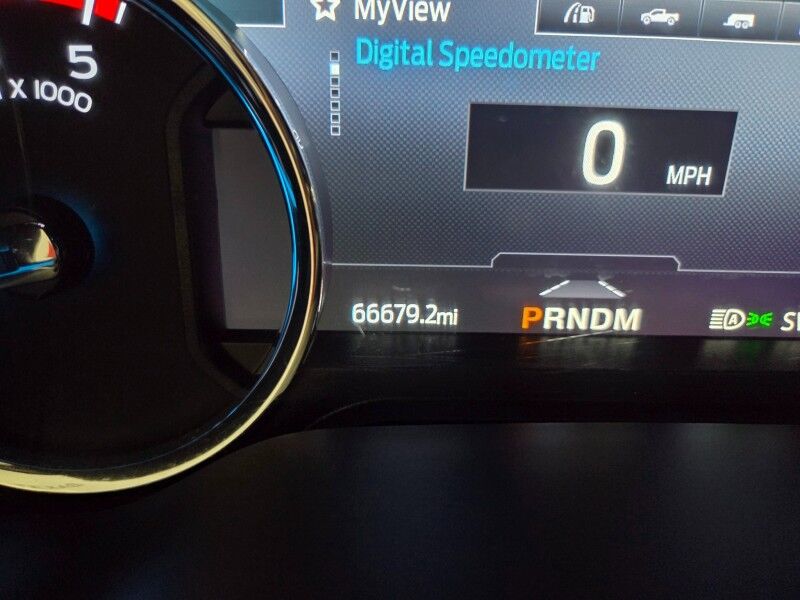 MyView
Digital Speedometer
5
X 1000
0
MPH
66679.2mi
PRNDM
A